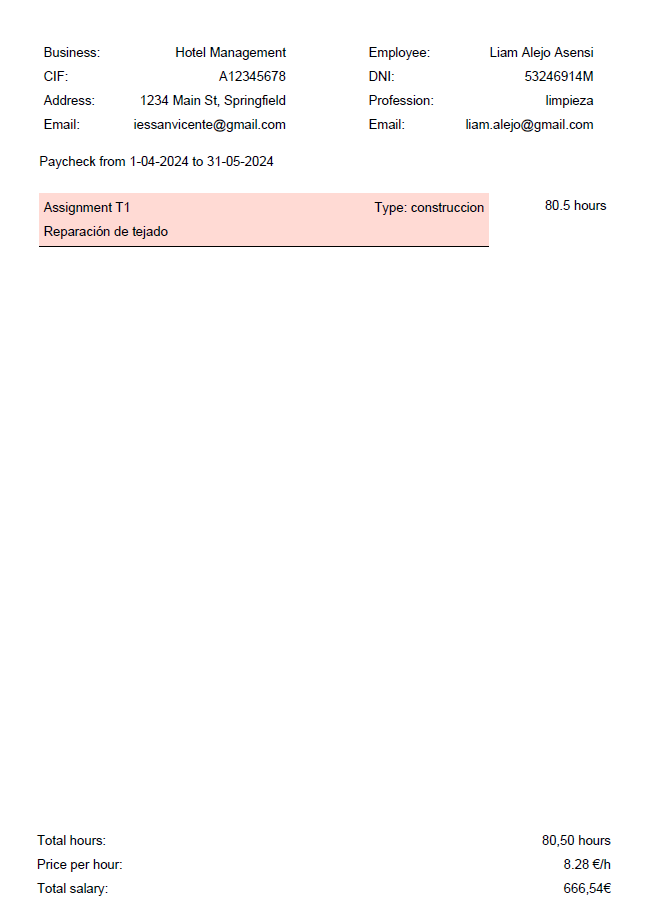 Business: Hotel Management Employee: Liam Alejo Asensi
CIF: A12345678 DNI: 53246914M
Address: 1234 Main St, Springfield Profession: limpieza
Email: iessanvicente@gmail.com Email: liam.alejo@gmail.com
Paycheck from 1-04-2024 to 31-05-2024
Assignment T1 Type: construccion 80.5 hours
Reparación de tejado
Total hours: 80,50 hours
Price per hour: 8.28 €/h
Total salary: 666,54€